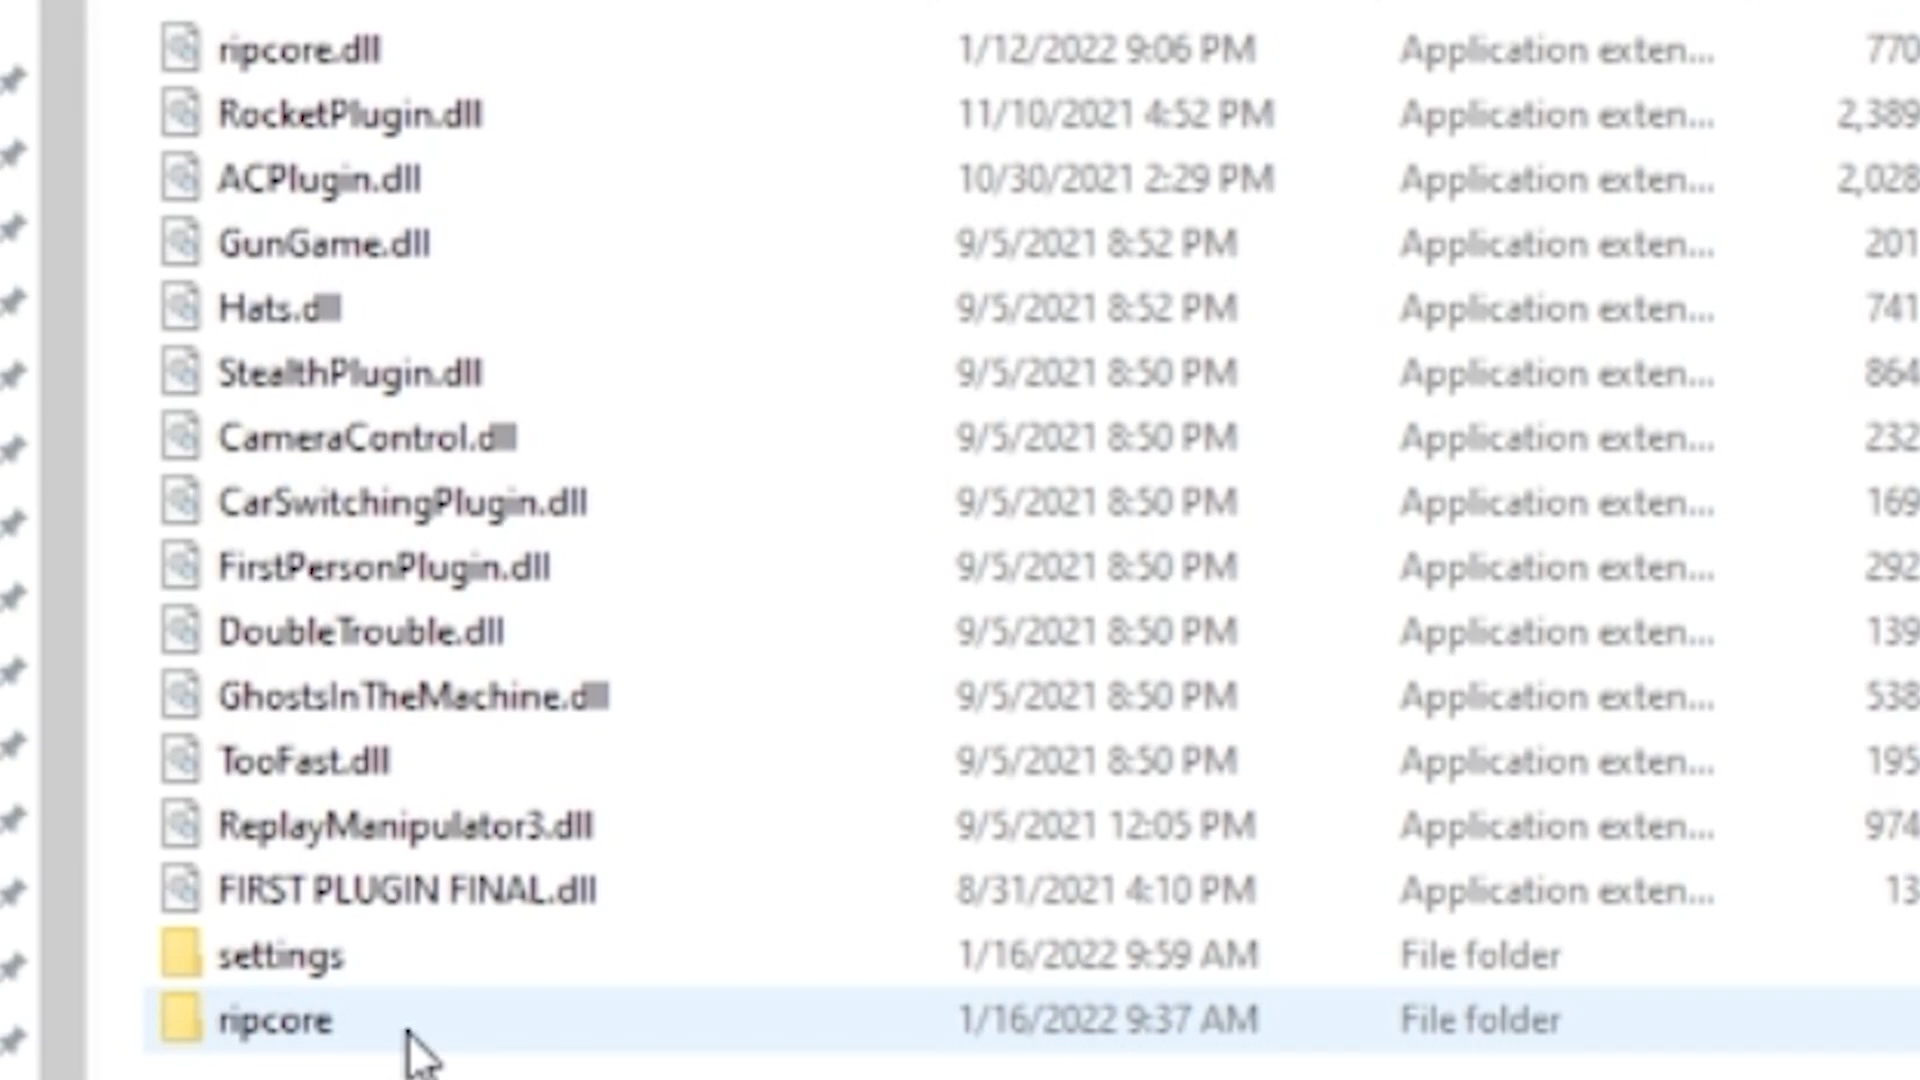 ripcore.dll 1/12/2022 9:06 PM Application exten... 770
RocketPlugin.dll 11/10/2021 4:52 PM Application exten... 2,389
ACPlugin.dll 10/30/2021 2:29 PM Application exten... 2,028
GunGame.dll 9/5/2021 8:52 PM Application exten... 201
Hats.dll 9/5/2021 8:52 PM Application exten... 741
StealthPlugin.dll 9/5/2021 8:50 PM Application exten... 864
CameraControl.dll 9/5/2021 8:50 PM Application exten... 232
CarSwitchingPlugin.dll 9/5/2021 8:50 PM Application exten... 169
FirstPersonPlugin.dll 9/5/2021 8:50 PM Application exten... 292
DoubleTrouble.dll 9/5/2021 8:50 PM Application exten... 139
GhostsInTheMachine.dll 9/5/2021 8:50 PM Application exten... 538
TooFast.dll 9/5/2021 8:50 PM Application exten... 195
ReplayManipulator3.dll 9/5/2021 12:05 PM Application exten... 974
FIRST PLUGIN FINAL.dll 8/31/2021 4:10 PM Application exten... 13
settings 1/16/2022 9:59 AM File folder
ripcore 1/16/2022 9:37 AM File folder